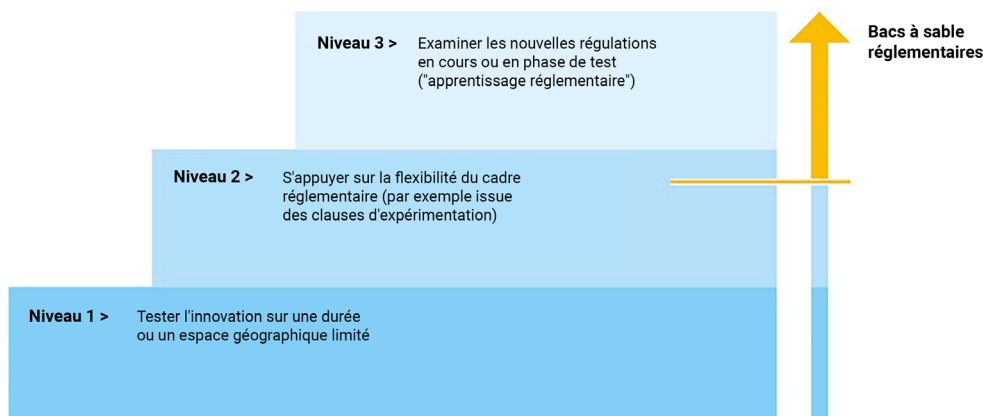 Niveau 3 >
Examiner les nouvelles régulations
en cours ou en phase de test
("apprentissage réglementaire")
Bacs à sable
réglementaires
Niveau 2 >
S'appuyer sur la flexibilité du cadre
réglementaire (par exemple issue
des clauses d'expérimentation)
Niveau 1 >
Tester l'innovation sur une durée
ou un espace géographique limité